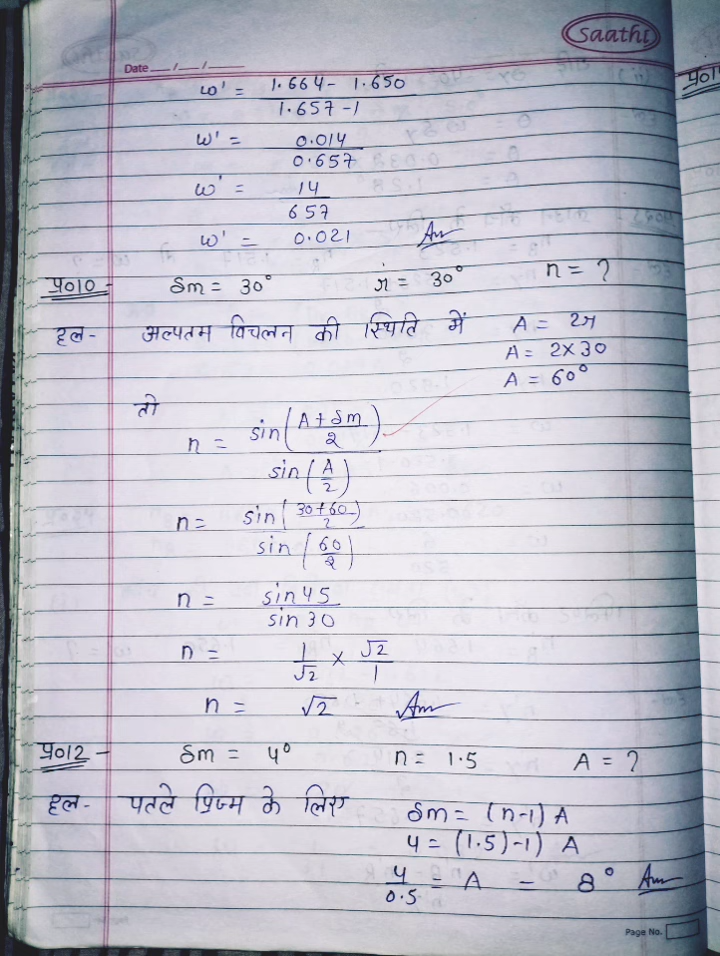 Saathi
Date __/__/__
ω' = 1.664 - 1.650 / 1.657 - 1
ω' = 0.014 / 0.657
ω' = 14 / 657
ω' = 0.021 Ans
प्र010 - δm = 30° r = 30° n = ?
हल- अल्पतम विचलन की स्थिति में A = 2r
A = 2×30
A = 60°
तो
n = sin(A + δm / 2) / sin(A / 2)
n = sin(30+60 / 2) / sin(60 / 2)
n = sin 45 / sin 30
n = 1/√2 × √2/1
n = √2 Ans
प्र012 - δm = 4° n = 1.5 A = ?
हल- पतले प्रिज्म के लिए δm = (n-1) A
4 = (1.5)-1) A
4 / 0.5 = A = 8° Ans
Page No.